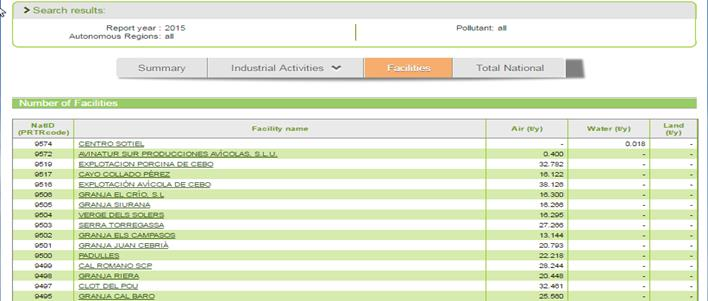 Search results:
Report year : 2015 Pollutant: all
Autonomous Regions: all
Summary Industrial Activities Facilities Total National
Number of Facilities
NatID (PRTRcode) Facility name Air (t/y) Water (t/y) Land (t/y)
9574 CENTRO SOTIEL - 0.018 -
9572 AVINATUR SUR PRODUCCIONES AVÍCOLAS, S.L.U. 0.400 - -
9519 EXPLOTACION PORCINA DE CEBO 32.782 - -
9517 CAYO COLLADO PÉREZ 16.122 - -
9516 EXPLOTACIÓN AVÍCOLA DE CEBO 38.126 - -
9506 GRANJA EL CRÍO, S.L 16.300 - -
9505 GRANJA SIURANA 16.266 - -
9504 VERGE DELS SOLERS 16.295 - -
9503 SERRA TORREGASSA 27.266 - -
9502 GRANJA ELS CAMPASOS 13.144 - -
9501 GRANJA JUAN CEBRIÀ 20.793 - -
9500 PADULLES 22.218 - -
9499 CAL ROMANO SCP 28.244 - -
9498 GRANJA RIERA 20.448 - -
9497 CLOT DEL POU 32.461 - -
9495 GRANJA CAL BARO 25.560 - -